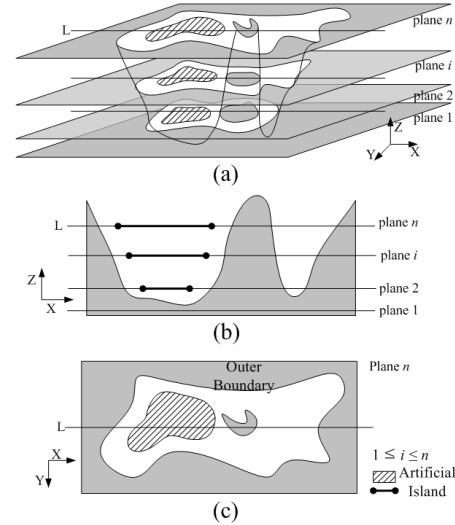 L
plane n
plane i
plane 2
plane 1
Z
X
Y
(a)
L
plane n
plane i
Z
plane 2
X
plane 1
(b)
Outer
Boundary
Plane n
L
X
Y
1 ≤ i ≤ n
Artificial
Island
(c)